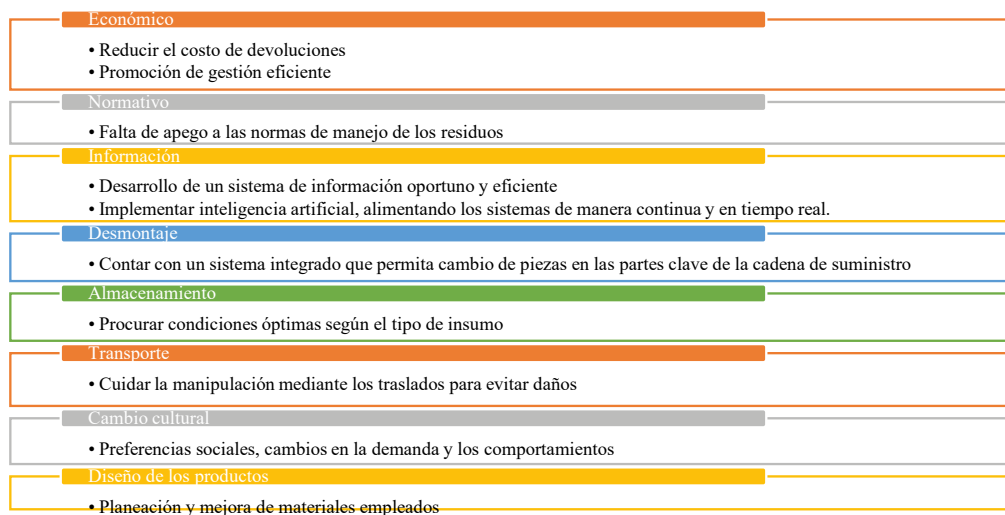 Económico
• Reducir el costo de devoluciones
• Promoción de gestión eficiente
Normativo
• Falta de apego a las normas de manejo de los residuos
Información
• Desarrollo de un sistema de información oportuno y eficiente
• Implementar inteligencia artificial, alimentando los sistemas de manera continua y en tiempo real.
Desmontaje
• Contar con un sistema integrado que permita cambio de piezas en las partes clave de la cadena de suministro
Almacenamiento
• Procurar condiciones óptimas según el tipo de insumo
Transporte
• Cuidar la manipulación mediante los traslados para evitar daños
Cambio cultural
• Preferencias sociales, cambios en la demanda y los comportamientos
Diseño de los productos
• Planeación y mejora de materiales empleados